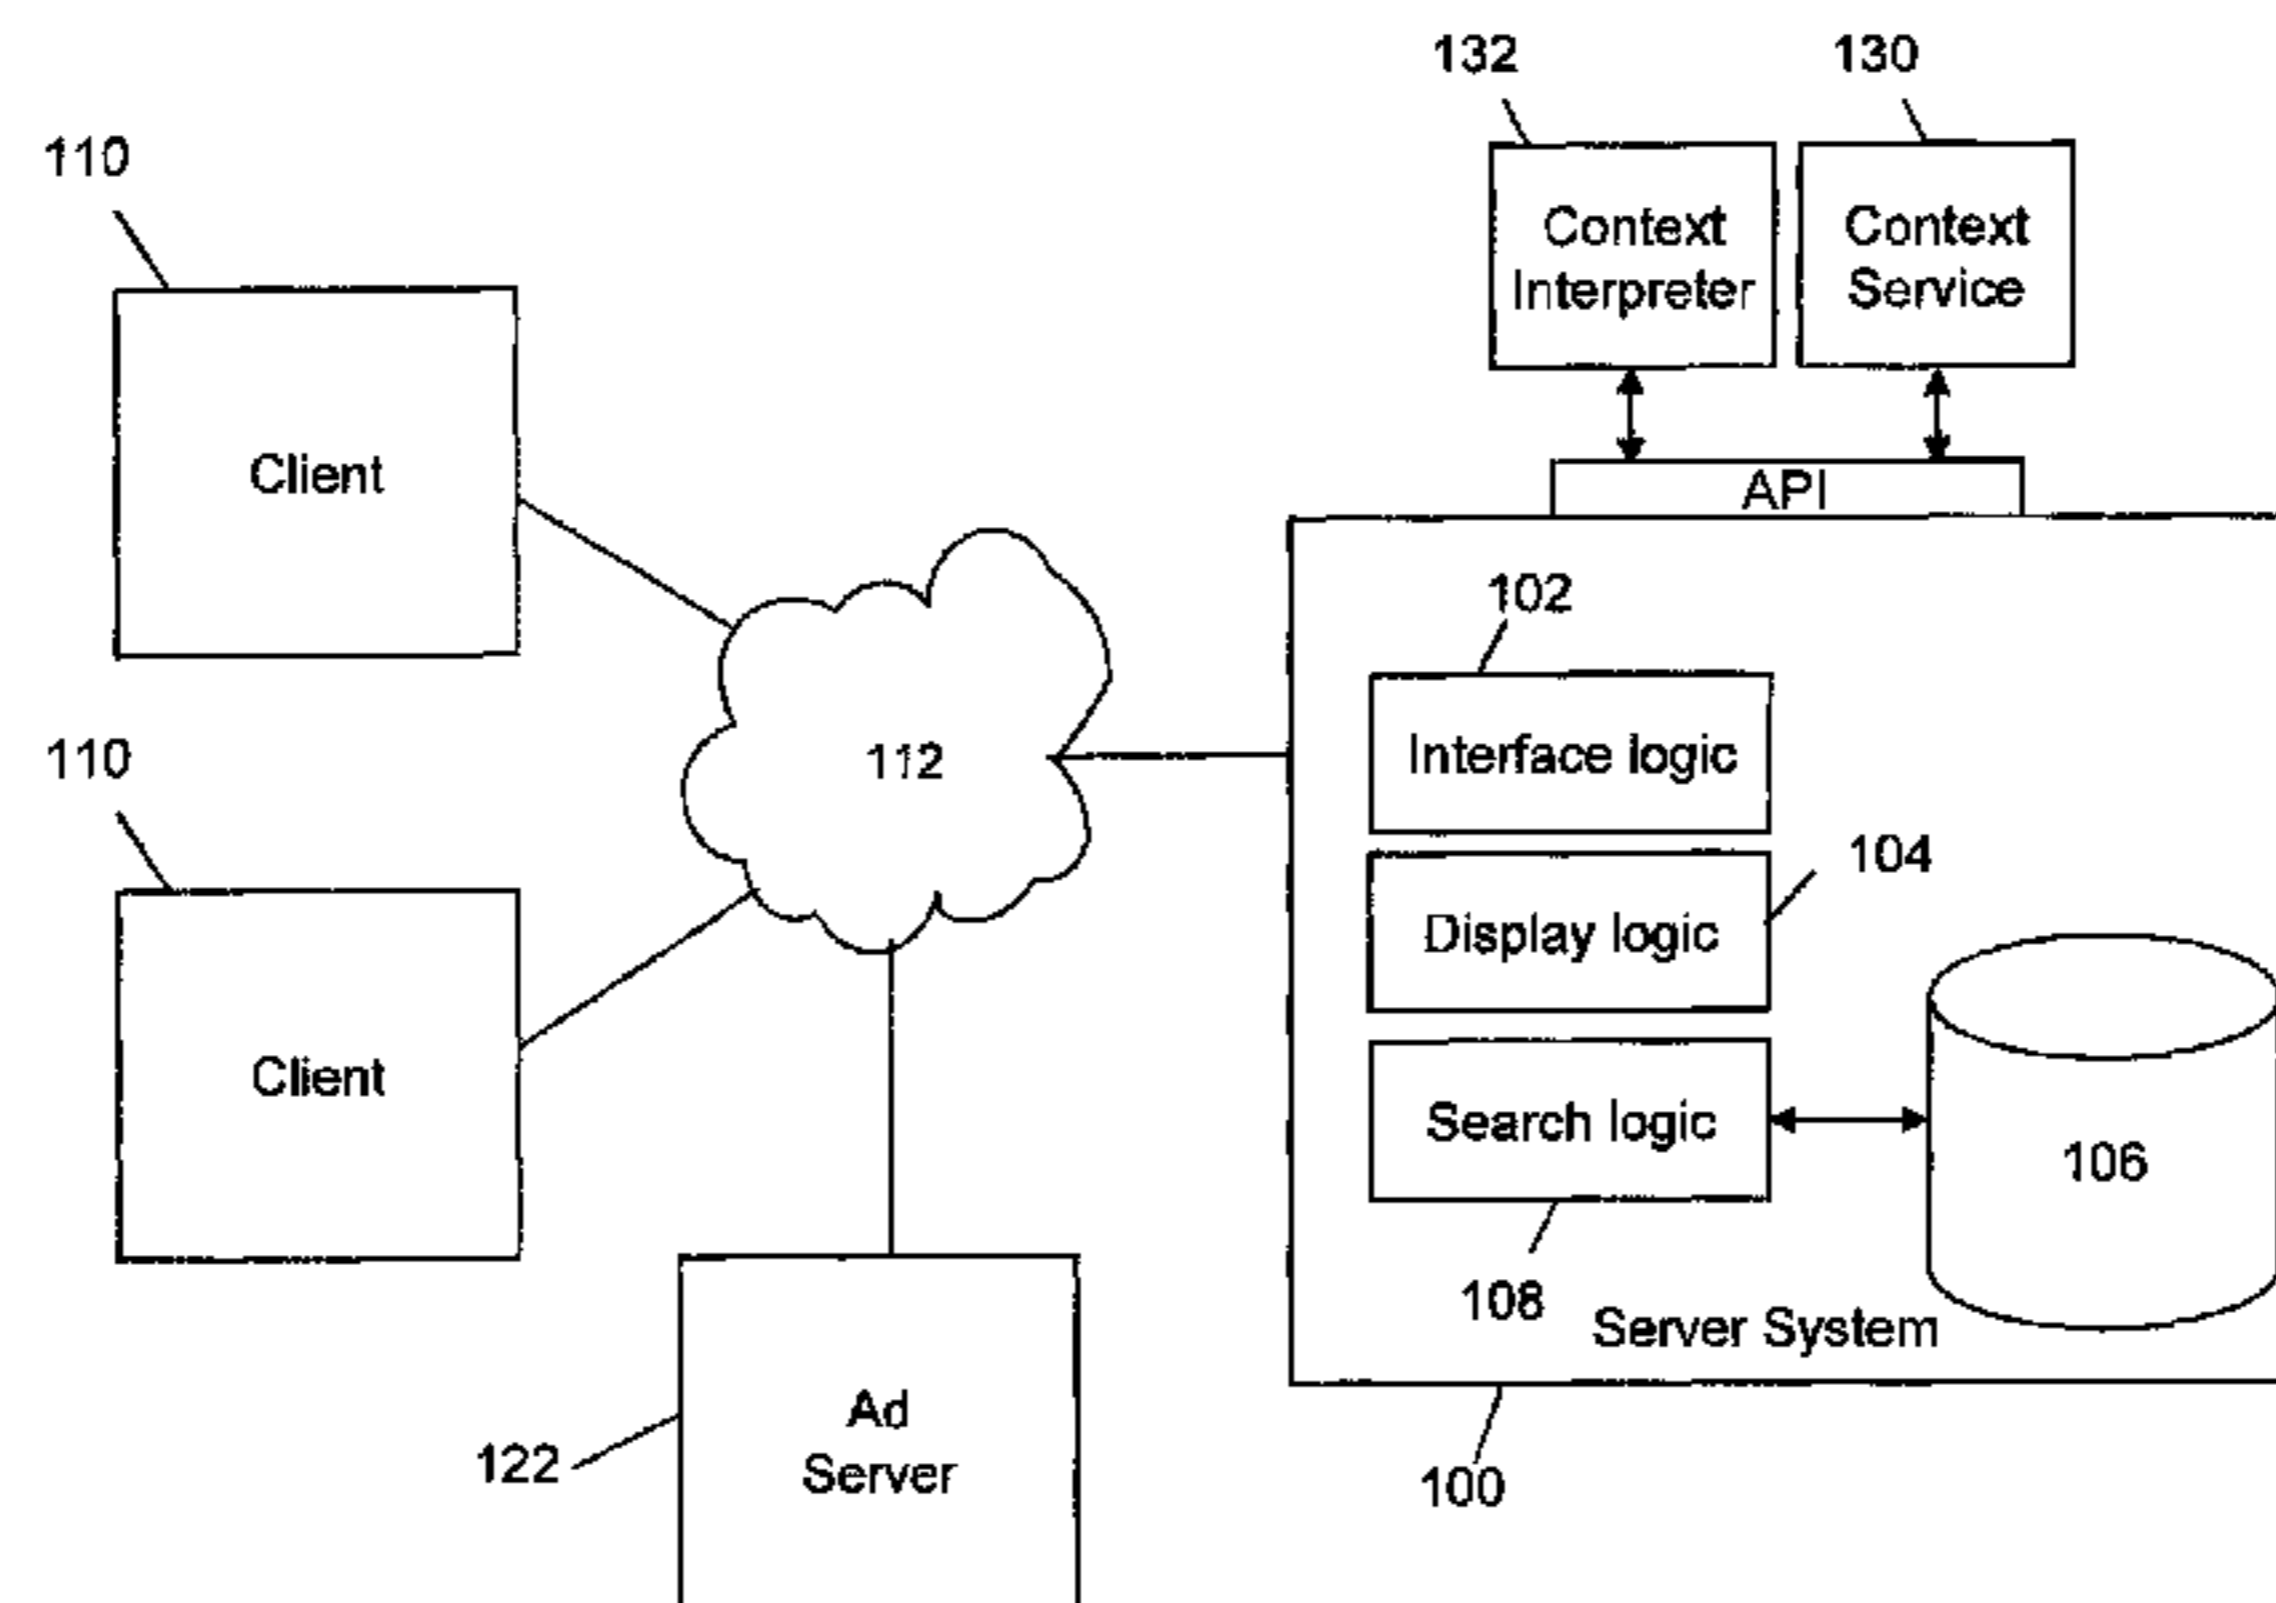 132
130
110
Context
Interpreter
Context
Service
Client
API
102
110
112
Interface logic
104
Display logic
Client
Search logic
106
108
Server System
Ad
Server
122
100